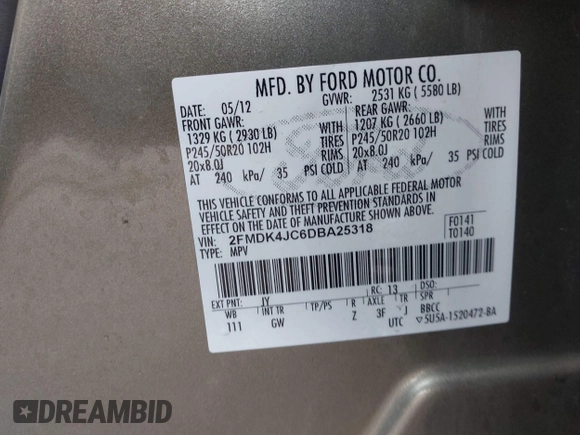 MFD. BY FORD MOTOR CO.
DATE: 05/12 GVWR: 2531 KG ( 5580 LB)
FRONT GAWR: REAR GAWR:
1329 KG ( 2930 LB) 1207 KG ( 2660 LB)
P245/50R20 102H TIRES P245/50R20 102H TIRES
20x8.0J RIMS 20x8.0J RIMS
AT 240 kPa/ 35 PSI COLD AT 240 kPa/ 35 PSI COLD
THIS VEHICLE CONFORMS TO ALL APPLICABLE FEDERAL MOTOR
VEHICLE SAFETY AND THEFT PREVENTION STANDARDS IN
EFFECT ON THE DATE OF MANUFACTURE SHOWN ABOVE.
VIN: 2FMDK4JC6DBA25318 F0141
TYPE: MPV T0140
EXT PNT: JY RC: 13 DSO:
WB INT TR TP/PS R AXLE TR SPR
111 GW Z 3F J BBCC
UTC 5U5A-1520472-BA
DREAMBID